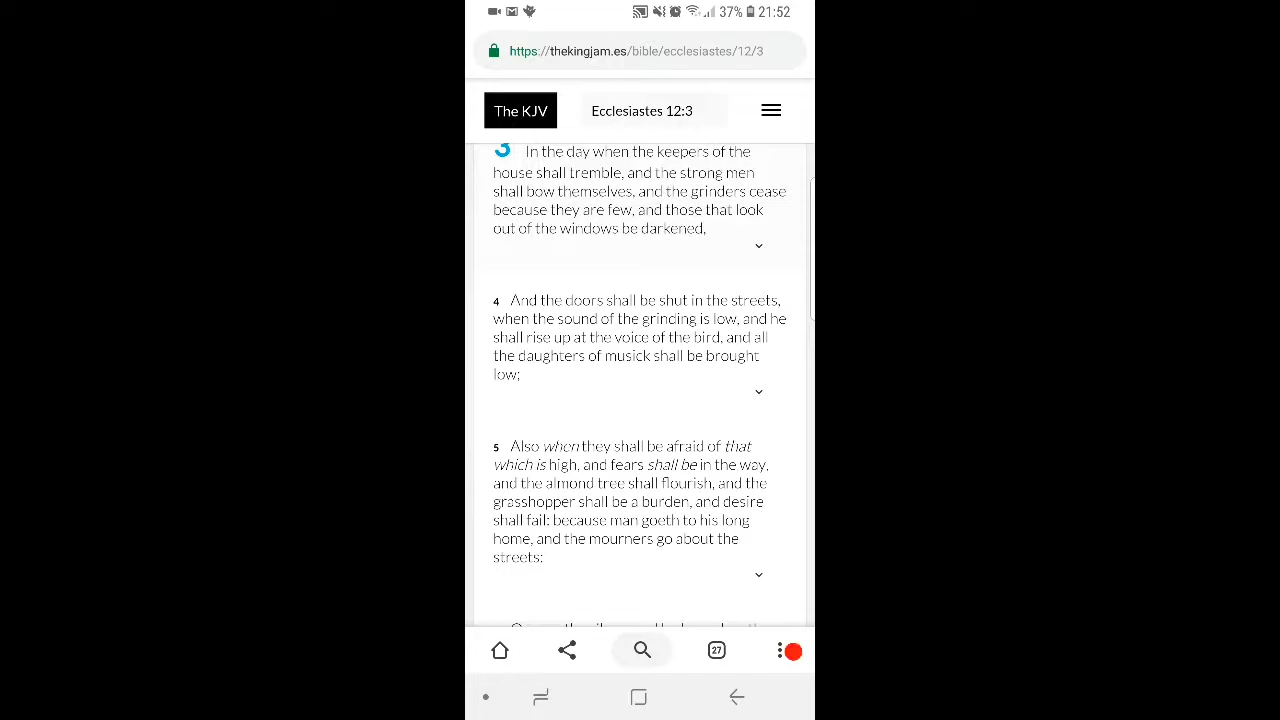 37% 21:52
https://thekingjam.es/bible/ecclesiastes/12/3
The KJV Ecclesiastes 12:3
3 In the day when the keepers of the
house shall tremble, and the strong men
shall bow themselves, and the grinders cease
because they are few, and those that look
out of the windows be darkened,
4 And the doors shall be shut in the streets,
when the sound of the grinding is low, and he
shall rise up at the voice of the bird, and all
the daughters of musick shall be brought
low;
5 Also when they shall be afraid of that
which is high, and fears shall be in the way,
and the almond tree shall flourish, and the
grasshopper shall be a burden, and desire
shall fail: because man goeth to his long
home, and the mourners go about the
streets:
27